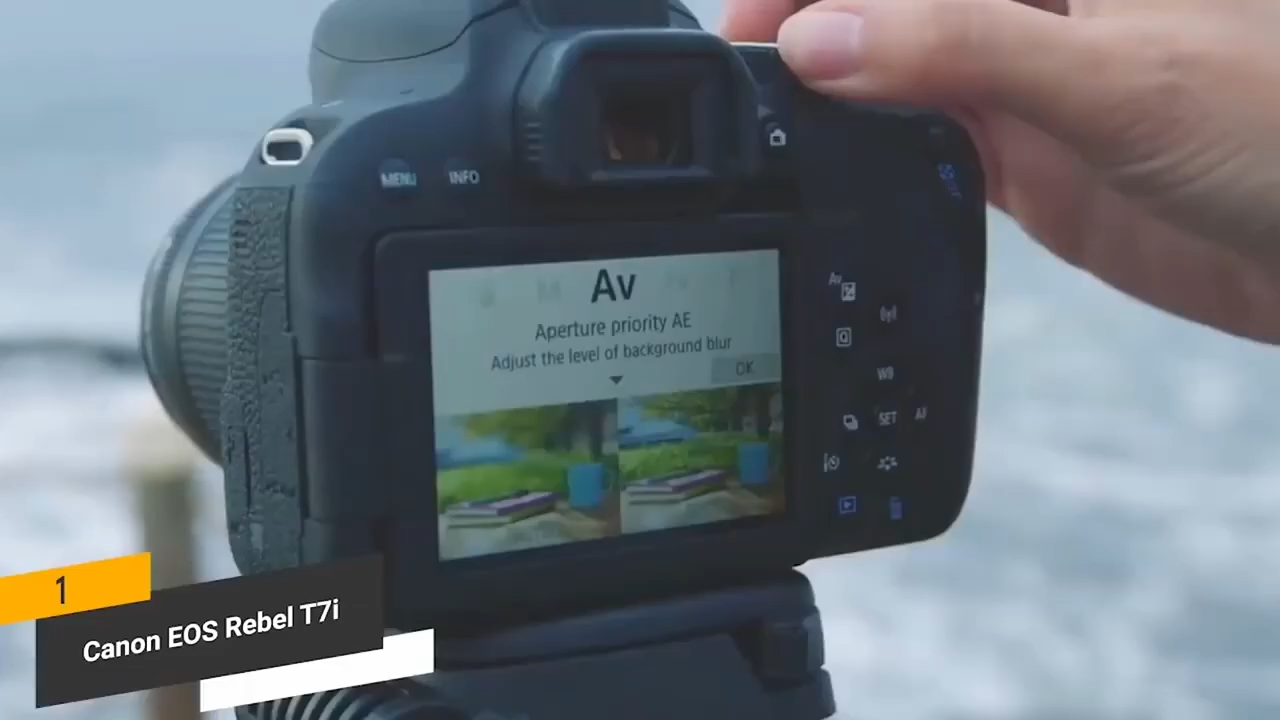 MENU
INFO
Av
Aperture priority AE
Adjust the level of background blur
OK
Av
Q
WB
SET
AF
1
Canon EOS Rebel T7i